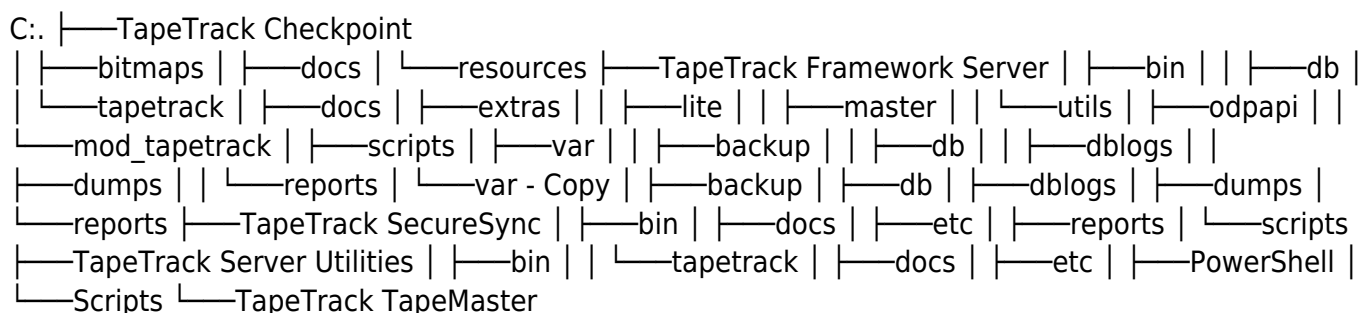 C:. ├───TapeTrack Checkpoint
│ ├───bitmaps │ ├───docs │ └───resources ├───TapeTrack Framework Server │ ├───bin │ │ ├───db │
│ └───tapetrack │ ├───docs │ ├───extras │ │ ├───lite │ │ ├───master │ │ └───utils │ ├───odpapi │ │
└───mod_tapetrack │ ├───scripts │ ├───var │ │ ├───backup │ │ ├───db │ │ ├───dblogs │ │
├───dumps │ │ └───reports │ └───var - Copy │ ├───backup │ ├───db │ ├───dblogs │ ├───dumps │
└───reports ├───TapeTrack SecureSync │ ├───bin │ ├───docs │ ├───etc │ ├───reports │ └───scripts
├───TapeTrack Server Utilities │ ├───bin │ │ └───tapetrack │ ├───docs │ ├───etc │ ├───PowerShell │
└───Scripts └───TapeTrack TapeMaster